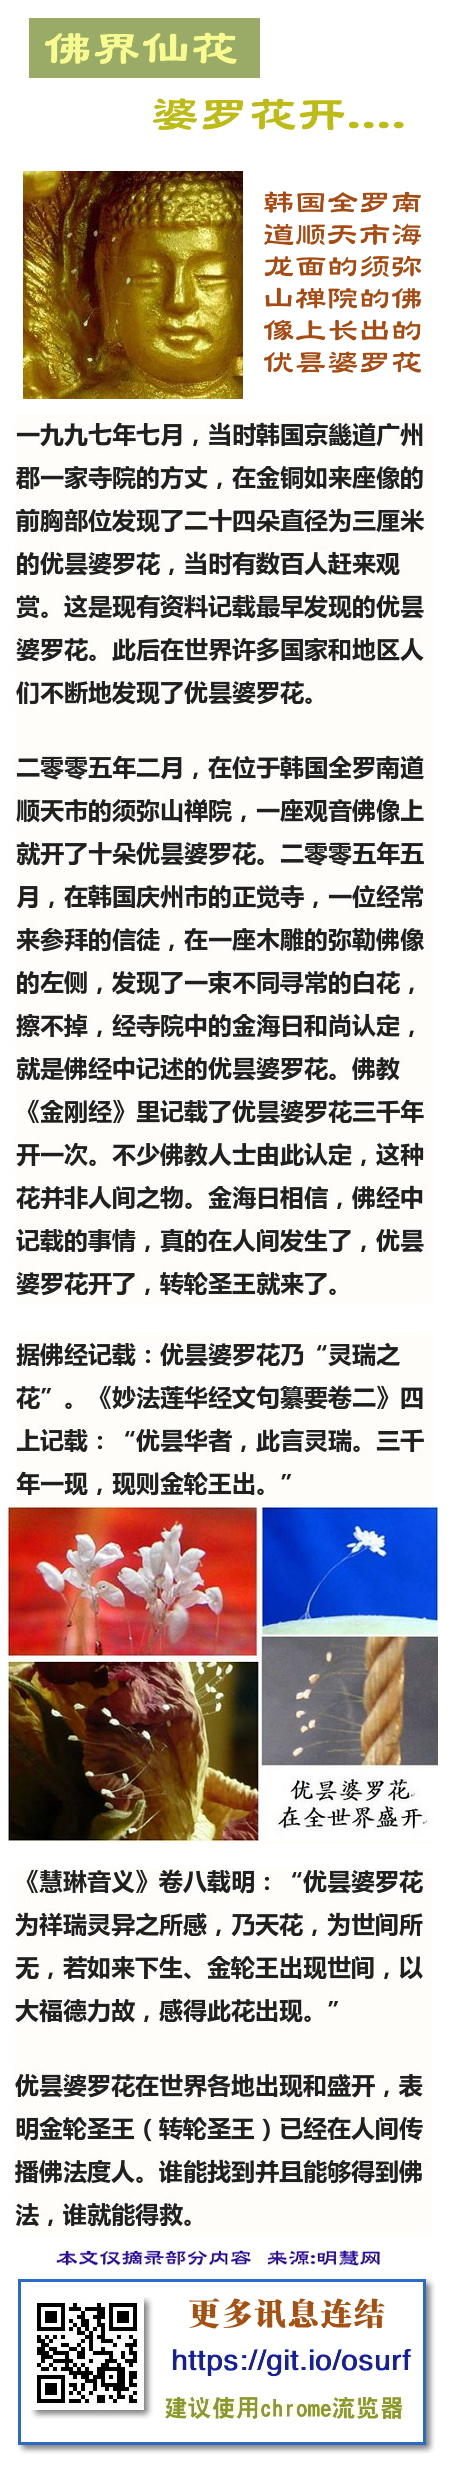 佛界仙花
婆罗花开....
韩国全罗南
道顺天市海
龙面的须弥
山禅院的佛
像上长出的
优昙婆罗花
一九九七年七月，当时韩国京畿道广州
郡一家寺院的方丈，在金铜如来座像的
前胸部位发现了二十四朵直径为三厘米
的优昙婆罗花，当时有数百人赶来观
赏。这是现有资料记载最早发现的优昙
婆罗花。此后在世界许多国家和地区人
们不断地发现了优昙婆罗花。
二零零五年二月，在位于韩国全罗南道
顺天市的须弥山禅院，一座观音佛像上
就开了十朵优昙婆罗花。二零零五年五
月，在韩国庆州市的正觉寺，一位经常
来参拜的信徒，在一座木雕的弥勒佛像
的左侧，发现了一束不同寻常的白花，
擦不掉，经寺院中的金海日和尚认定，
就是佛经中记述的优昙婆罗花。佛教
《金刚经》里记载了优昙婆罗花三千年
开一次。不少佛教人士由此认定，这种
花并非人间之物。金海日相信，佛经中
记载的事情，真的在人间发生了，优昙
婆罗花开了，转轮圣王就来了。
据佛经记载：优昙婆罗花乃“灵瑞之
花”。《妙法莲华经文句纂要卷二》四
上记载：“优昙华者，此言灵瑞。三千
年一现，现则金轮王出。”
优昙婆罗花
在全世界盛开
《慧琳音义》卷八载明：“优昙婆罗花
为祥瑞灵异之所感，乃天花，为世间所
无，若如来下生、金轮王出现世间，以
大福德力故，感得此花出现。”
优昙婆罗花在世界各地出现和盛开，表
明金轮圣王（转轮圣王）已经在人间传
播佛法度人。谁能找到并且能够得到佛
法，谁就能得救。
本文仅摘录部分内容 来源:明慧网
更多讯息连结
https://git.io/osurf
建议使用chrome流览器